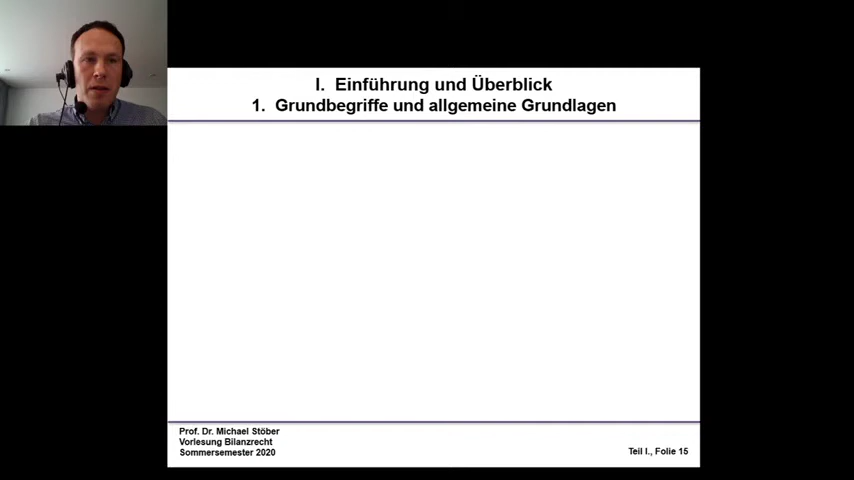 I. Einführung und Überblick
1. Grundbegriffe und allgemeine Grundlagen
Prof. Dr. Michael Stöber
Vorlesung Bilanzrecht
Sommersemester 2020
Teil I., Folie 15